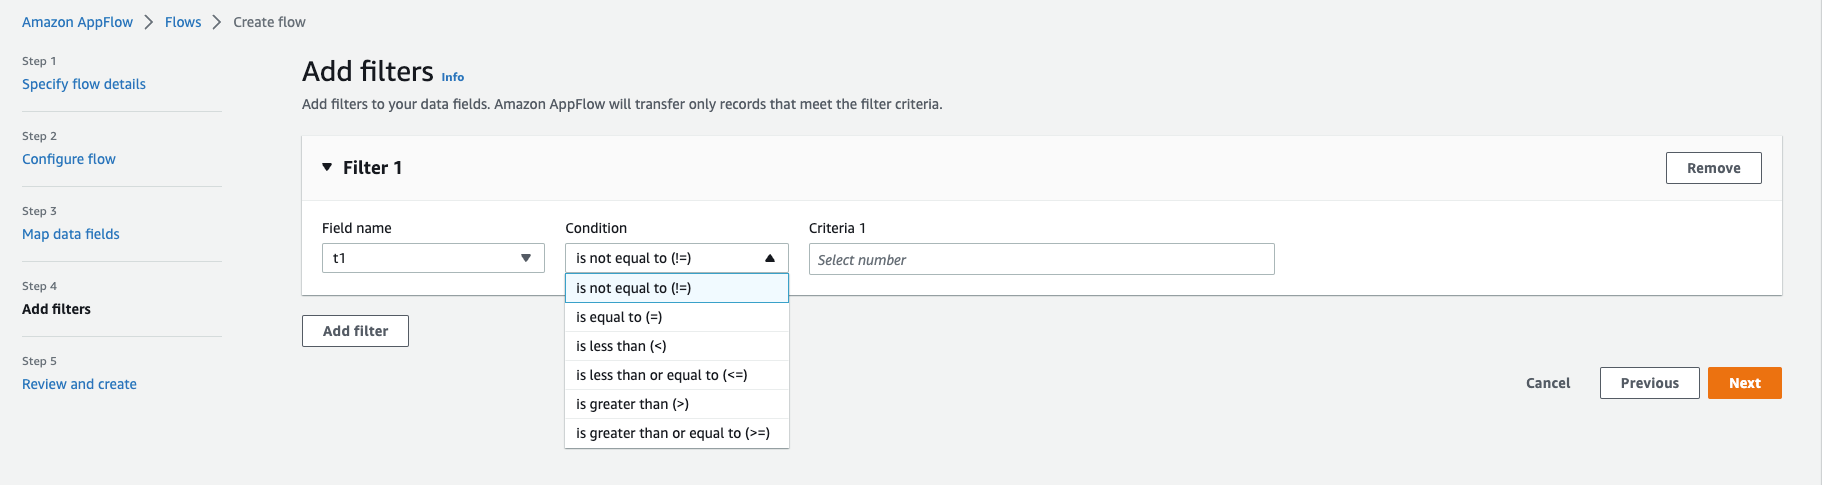 Amazon AppFlow > Flows > Create flow
Step 1
Specify flow details
Step 2
Configure flow
Step 3
Map data fields
Step 4
Add filters
Step 5
Review and create
Add filters Info
Add filters to your data fields. Amazon AppFlow will transfer only records that meet the filter criteria.
Filter 1
Remove
Field name Condition Criteria 1
t1 is not equal to (!=) Select number
is not equal to (!=)
is equal to (=)
is less than (<)
is less than or equal to (<=)
is greater than (>)
is greater than or equal to (>=)
Add filter
Cancel Previous Next